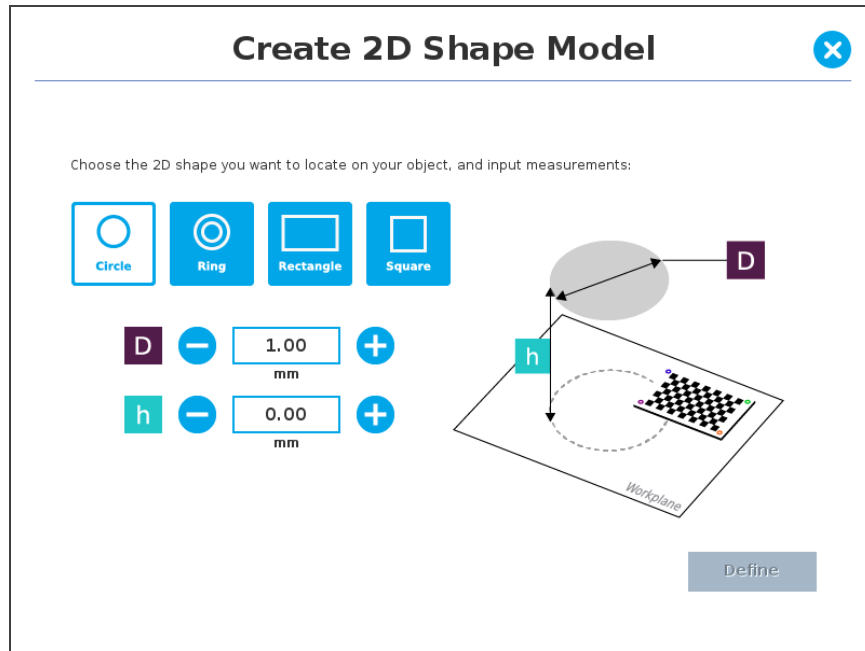 Create 2D Shape Model
Choose the 2D shape you want to locate on your object, and input measurements:
Circle Ring Rectangle Square
D
D 1.00
mm
h
h 0.00
mm
Workplane
Define